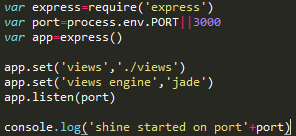 var express=require('express')
var port=process.env.PORT||3000
var app=express()
app.set('views','./views')
app.set('views engine','jade')
app.listen(port)
console.log('shine started on port'+port)